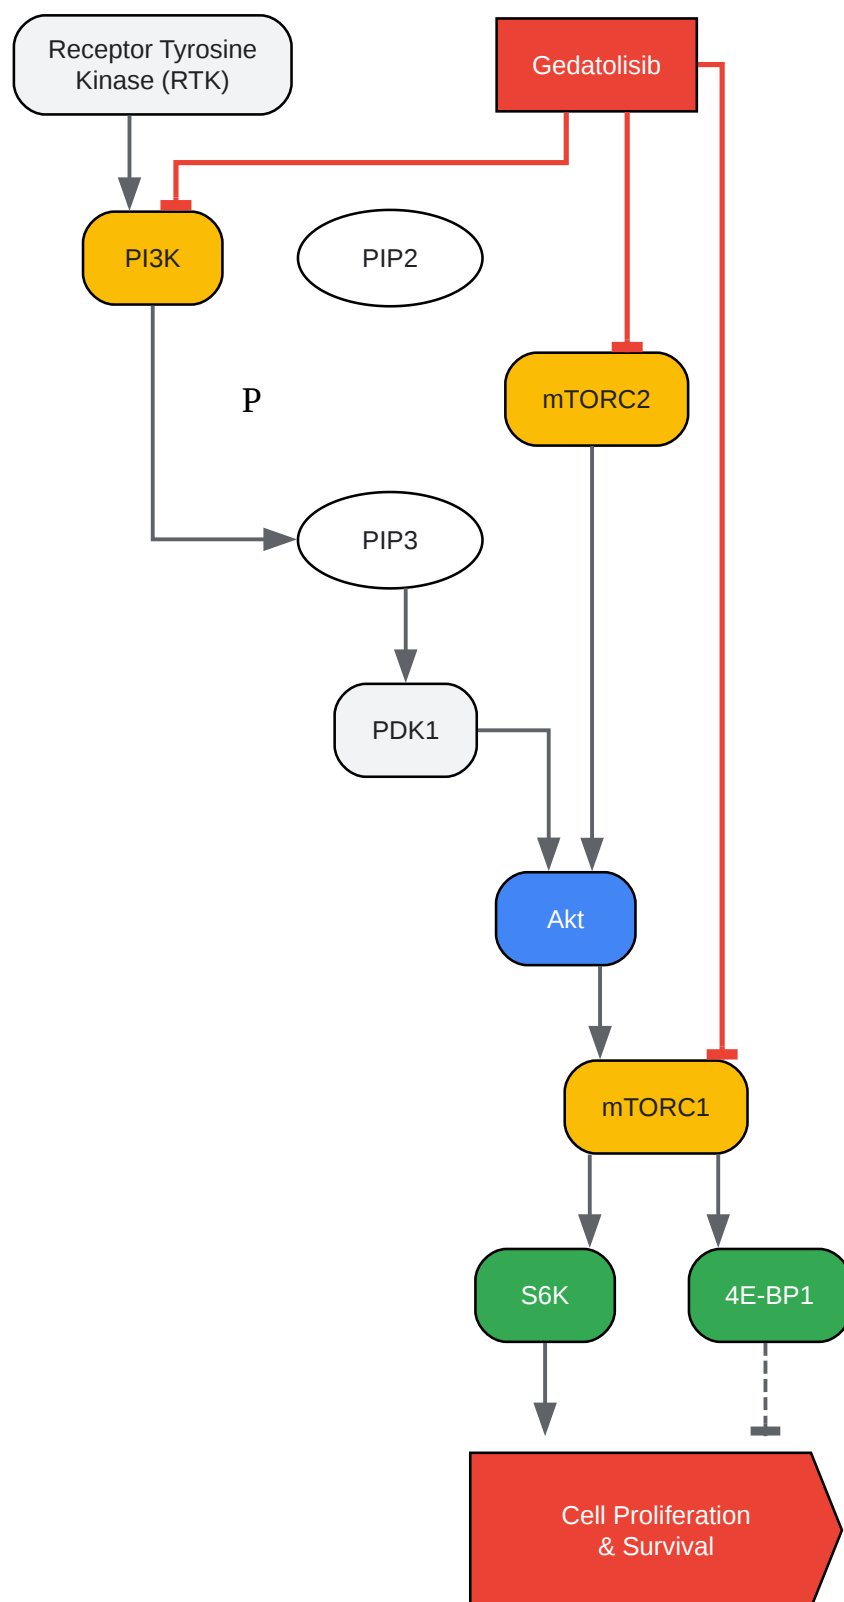 Receptor Tyrosine
Kinase (RTK)
Gedatolisib
PI3K
PIP2
mTORC2
P
PIP3
PDK1
Akt
mTORC1
S6K
4E-BP1
Cell Proliferation
& Survival